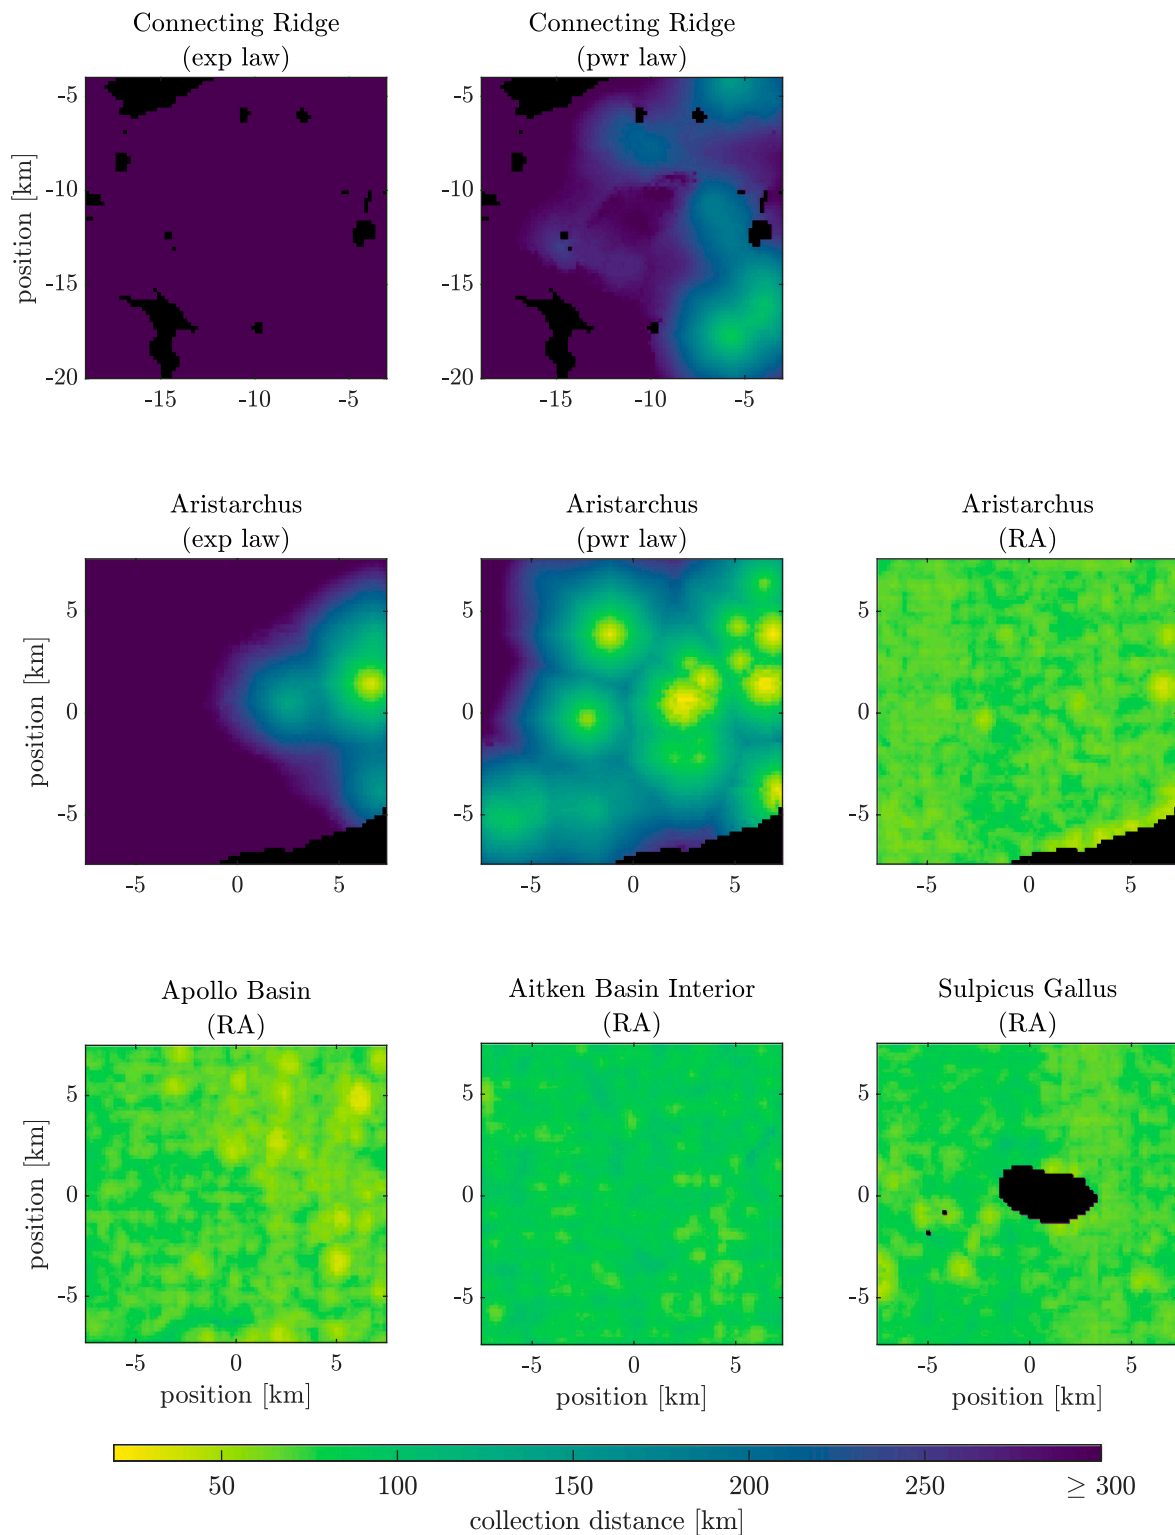 Connecting Ridge
(exp law)
Connecting Ridge
(pwr law)
position [km]
-5
-10
-15
-20
-15
-10
-5
-15
-10
-5
-5
-10
-15
-20
Aristarchus
(exp law)
Aristarchus
(pwr law)
Aristarchus
(RA)
position [km]
5
0
-5
-5
0
5
5
0
-5
-5
0
5
5
0
-5
-5
0
5
Apollo Basin
(RA)
Aitken Basin Interior
(RA)
Sulpicus Gallus
(RA)
position [km]
5
0
-5
-5
0
5
position [km]
5
0
-5
-5
0
5
position [km]
5
0
-5
-5
0
5
position [km]
50
100
150
200
250
≥ 300
collection distance [km]